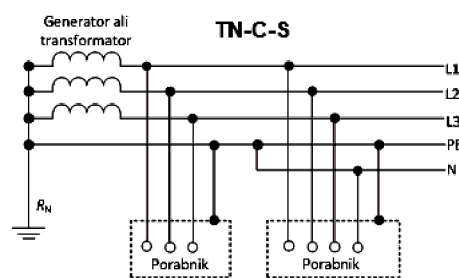 Generator ali
transformator
TN-C-S
L1
L2
L3
PE
N
RN
Porabnik
Porabnik